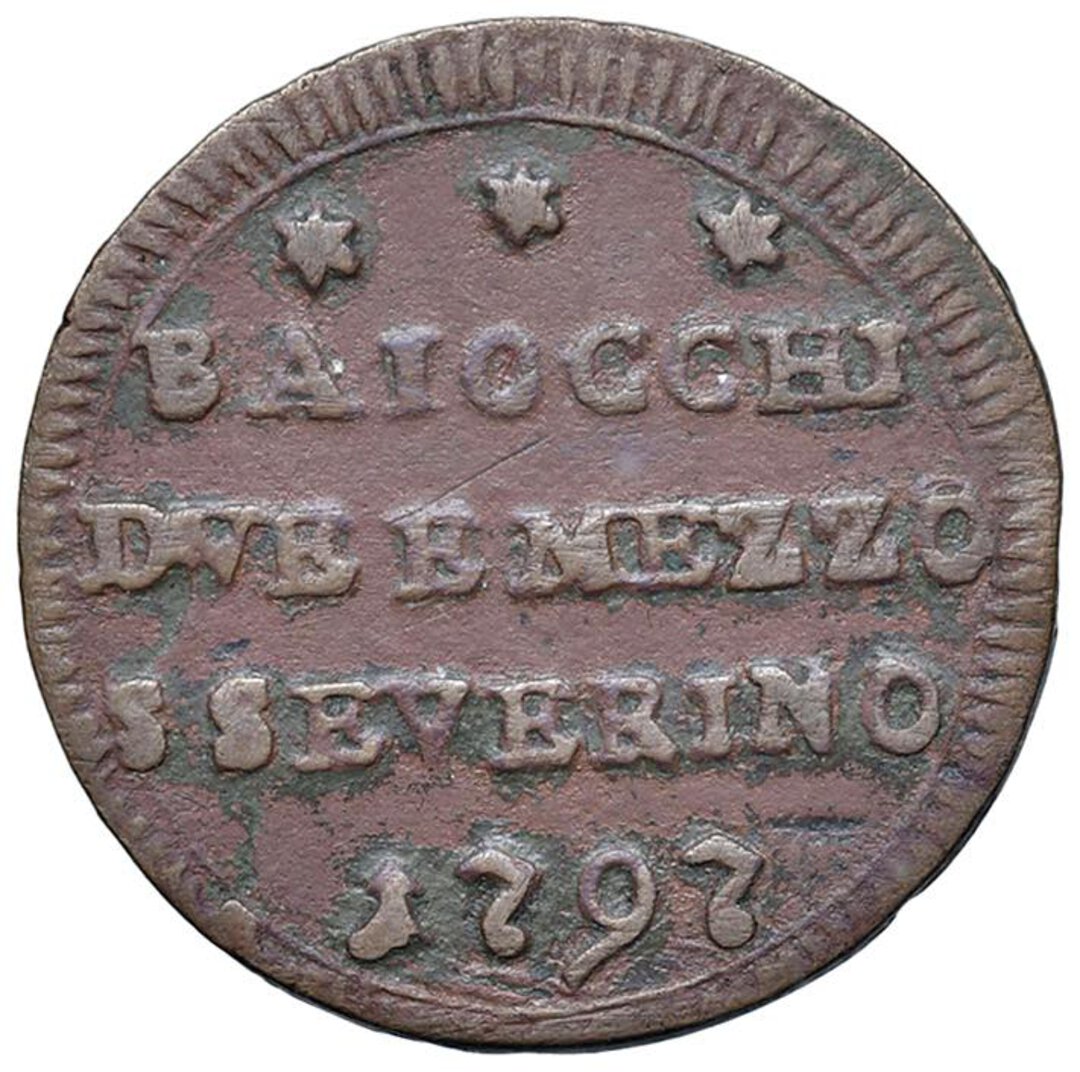 BAIOCCHI
DVE E MEZZO
S SEVERINO
1797